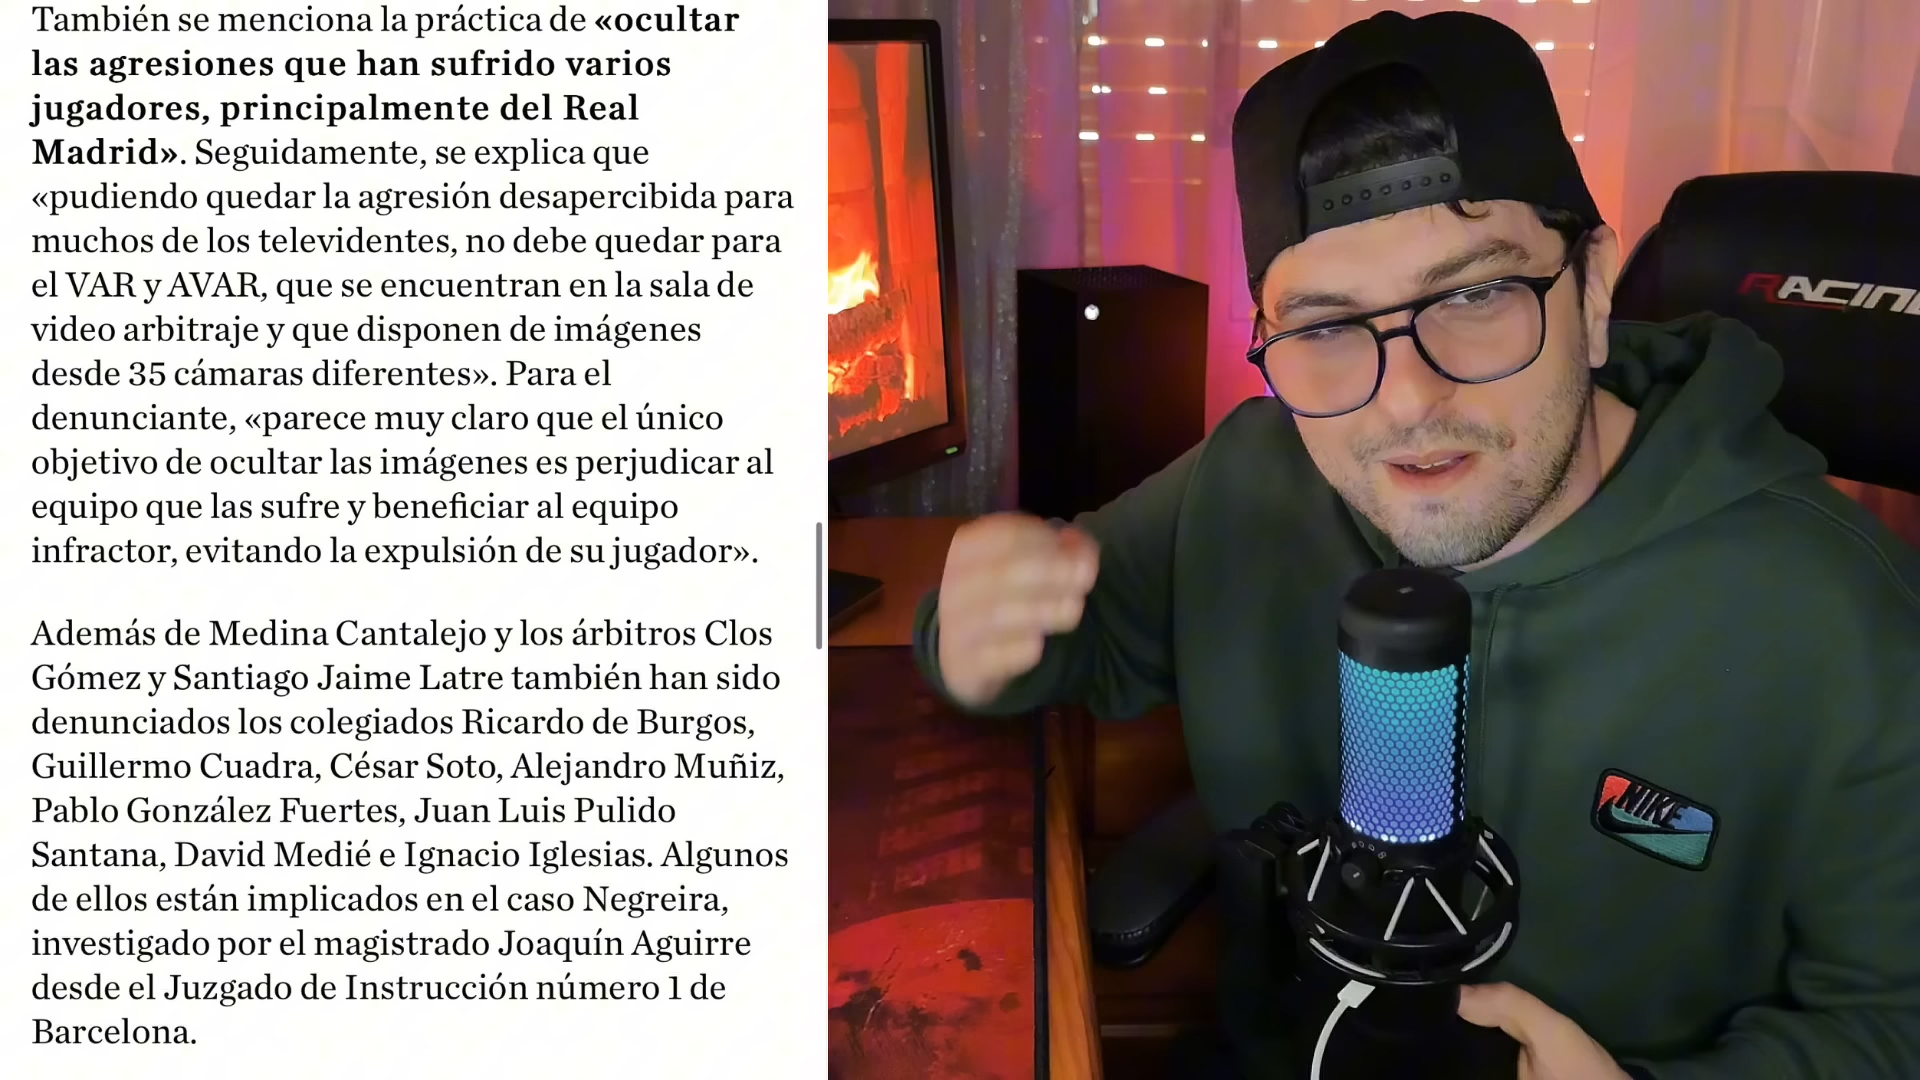 También se menciona la práctica de «ocultar
las agresiones que han sufrido varios
jugadores, principalmente del Real
Madrid». Seguidamente, se explica que
«pudiendo quedar la agresión desapercibida para
muchos de los televidentes, no debe quedar para
el VAR y AVAR, que se encuentran en la sala de
video arbitraje y que disponen de imágenes
desde 35 cámaras diferentes». Para el
denunciante, «parece muy claro que el único
objetivo de ocultar las imágenes es perjudicar al
equipo que las sufre y beneficiar al equipo
infractor, evitando la expulsión de su jugador».
Además de Medina Cantalejo y los árbitros Clos
Gómez y Santiago Jaime Latre también han sido
denunciados los colegiados Ricardo de Burgos,
Guillermo Cuadra, César Soto, Alejandro Muñiz,
Pablo González Fuertes, Juan Luis Pulido
Santana, David Medié e Ignacio Iglesias. Algunos
de ellos están implicados en el caso Negreira,
investigado por el magistrado Joaquín Aguirre
desde el Juzgado de Instrucción número 1 de
Barcelona.
RACING
NIKE